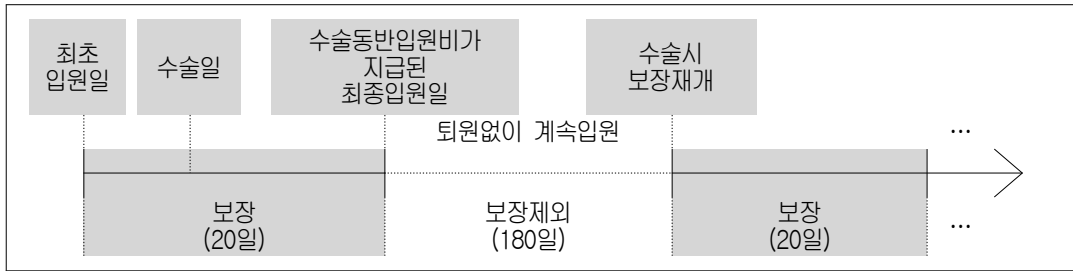 최초
입원일
수술일
수술동반입원비가
지급된
최종입원일
수술시
보장재개
퇴원없이 계속입원
...
보장
(20일)
보장제외
(180일)
보장
(20일)
...